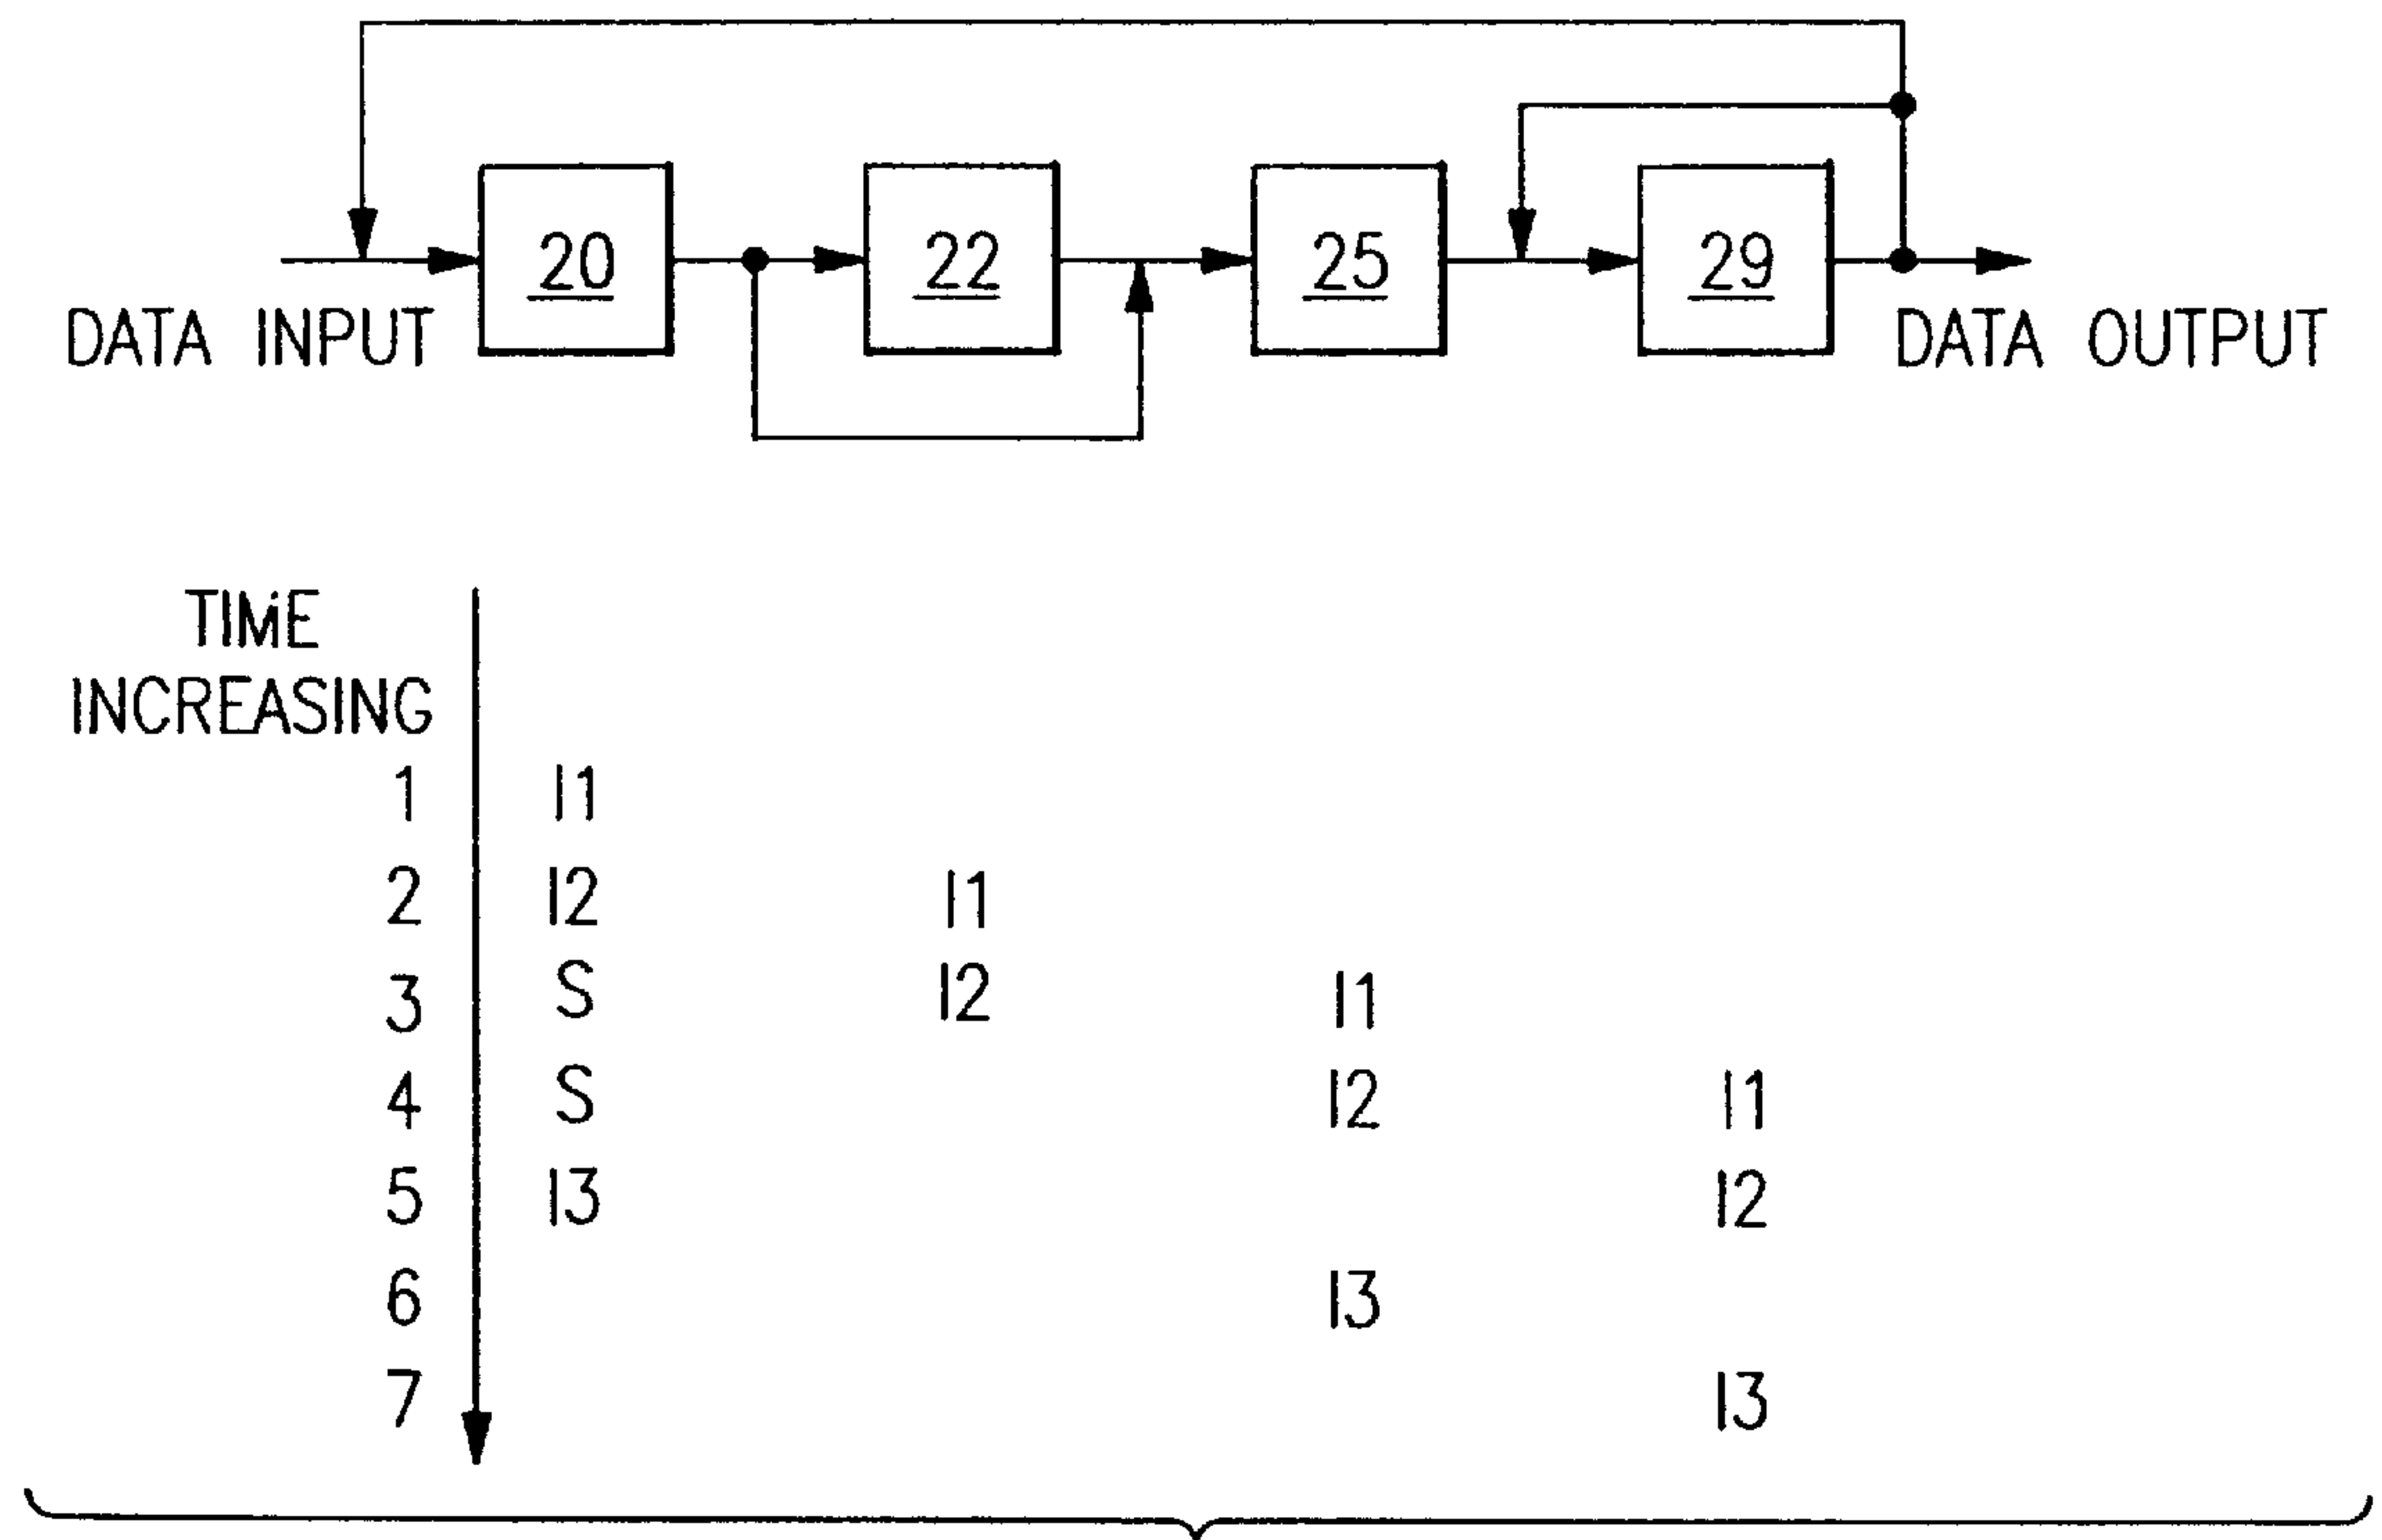 20 22 25 29
DATA INPUT DATA OUTPUT
TIME
INCREASING
1 I1
2 I2 I1
3 S I2 I1
4 S I2 I1
5 I3 I2
6 I3
7 I3